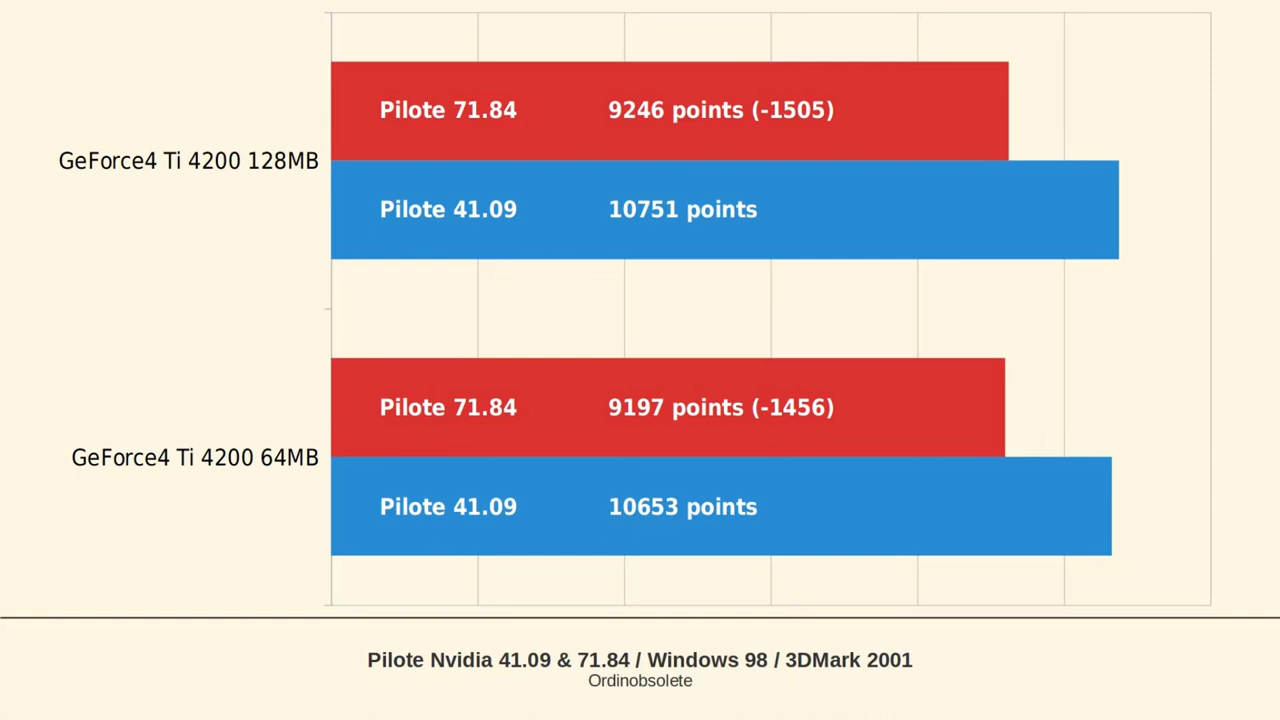 Pilote 71.84 9246 points (-1505)
GeForce4 Ti 4200 128MB
Pilote 41.09 10751 points
Pilote 71.84 9197 points (-1456)
GeForce4 Ti 4200 64MB
Pilote 41.09 10653 points
Pilote Nvidia 41.09 & 71.84 / Windows 98 / 3DMark 2001
Ordinobsolete